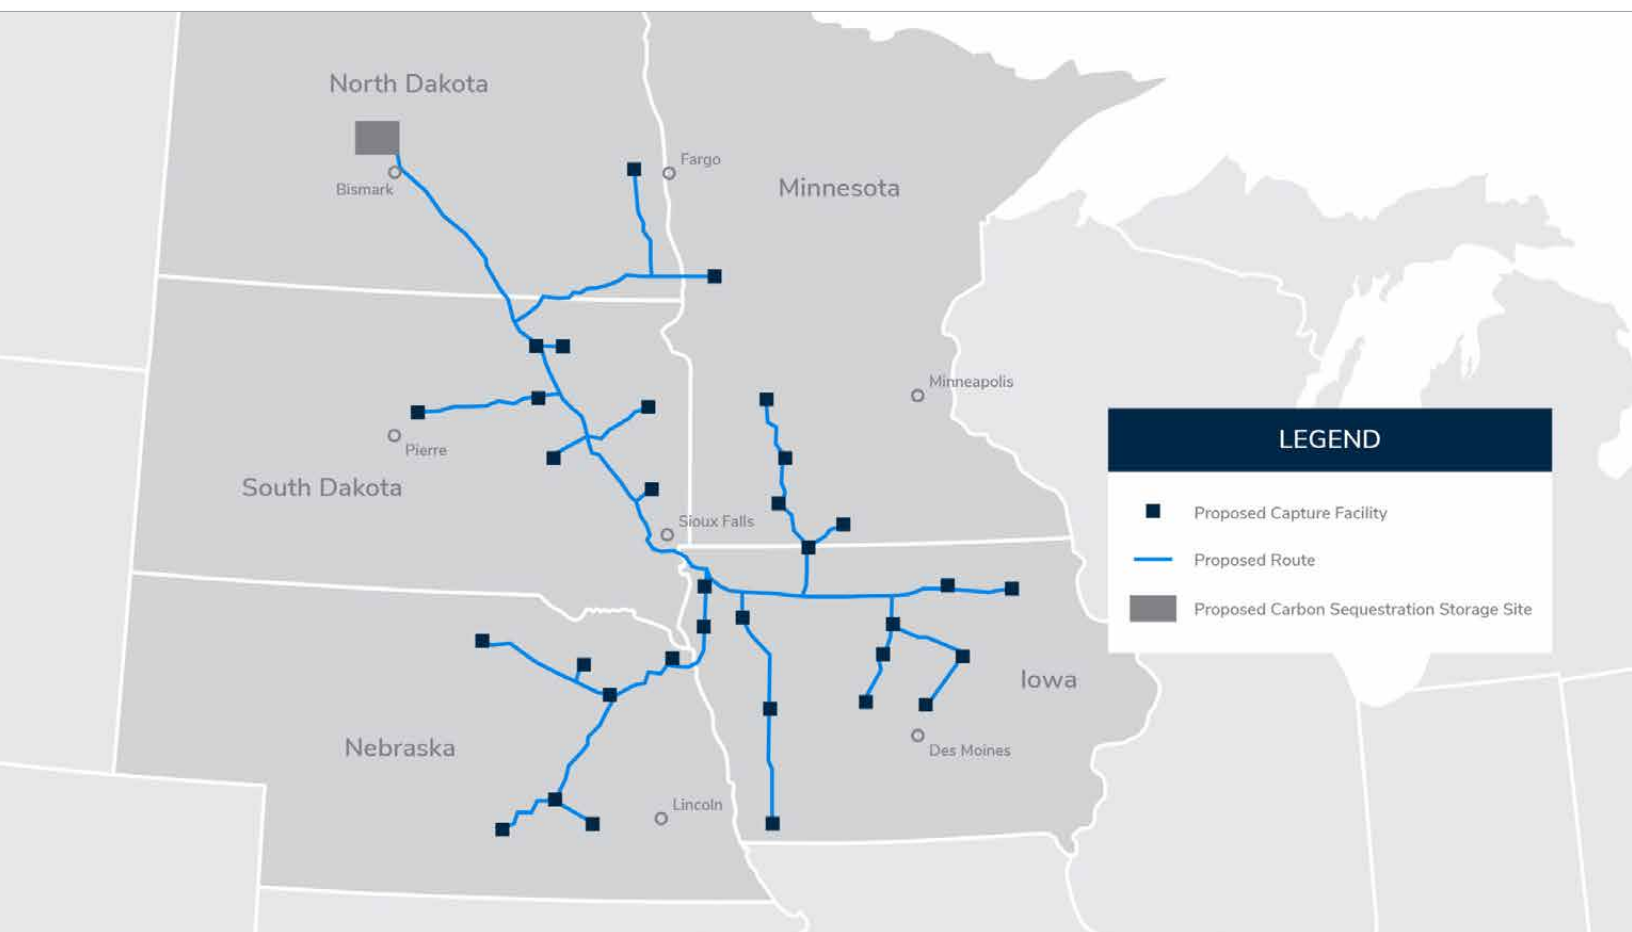 North Dakota
Fargo
Bismark
Minnesota
Minneapolis
Pierre
South Dakota
Sioux Falls
Iowa
Des Moines
Nebraska
Lincoln
LEGEND
Proposed Capture Facility
Proposed Route
Proposed Carbon Sequestration Storage Site